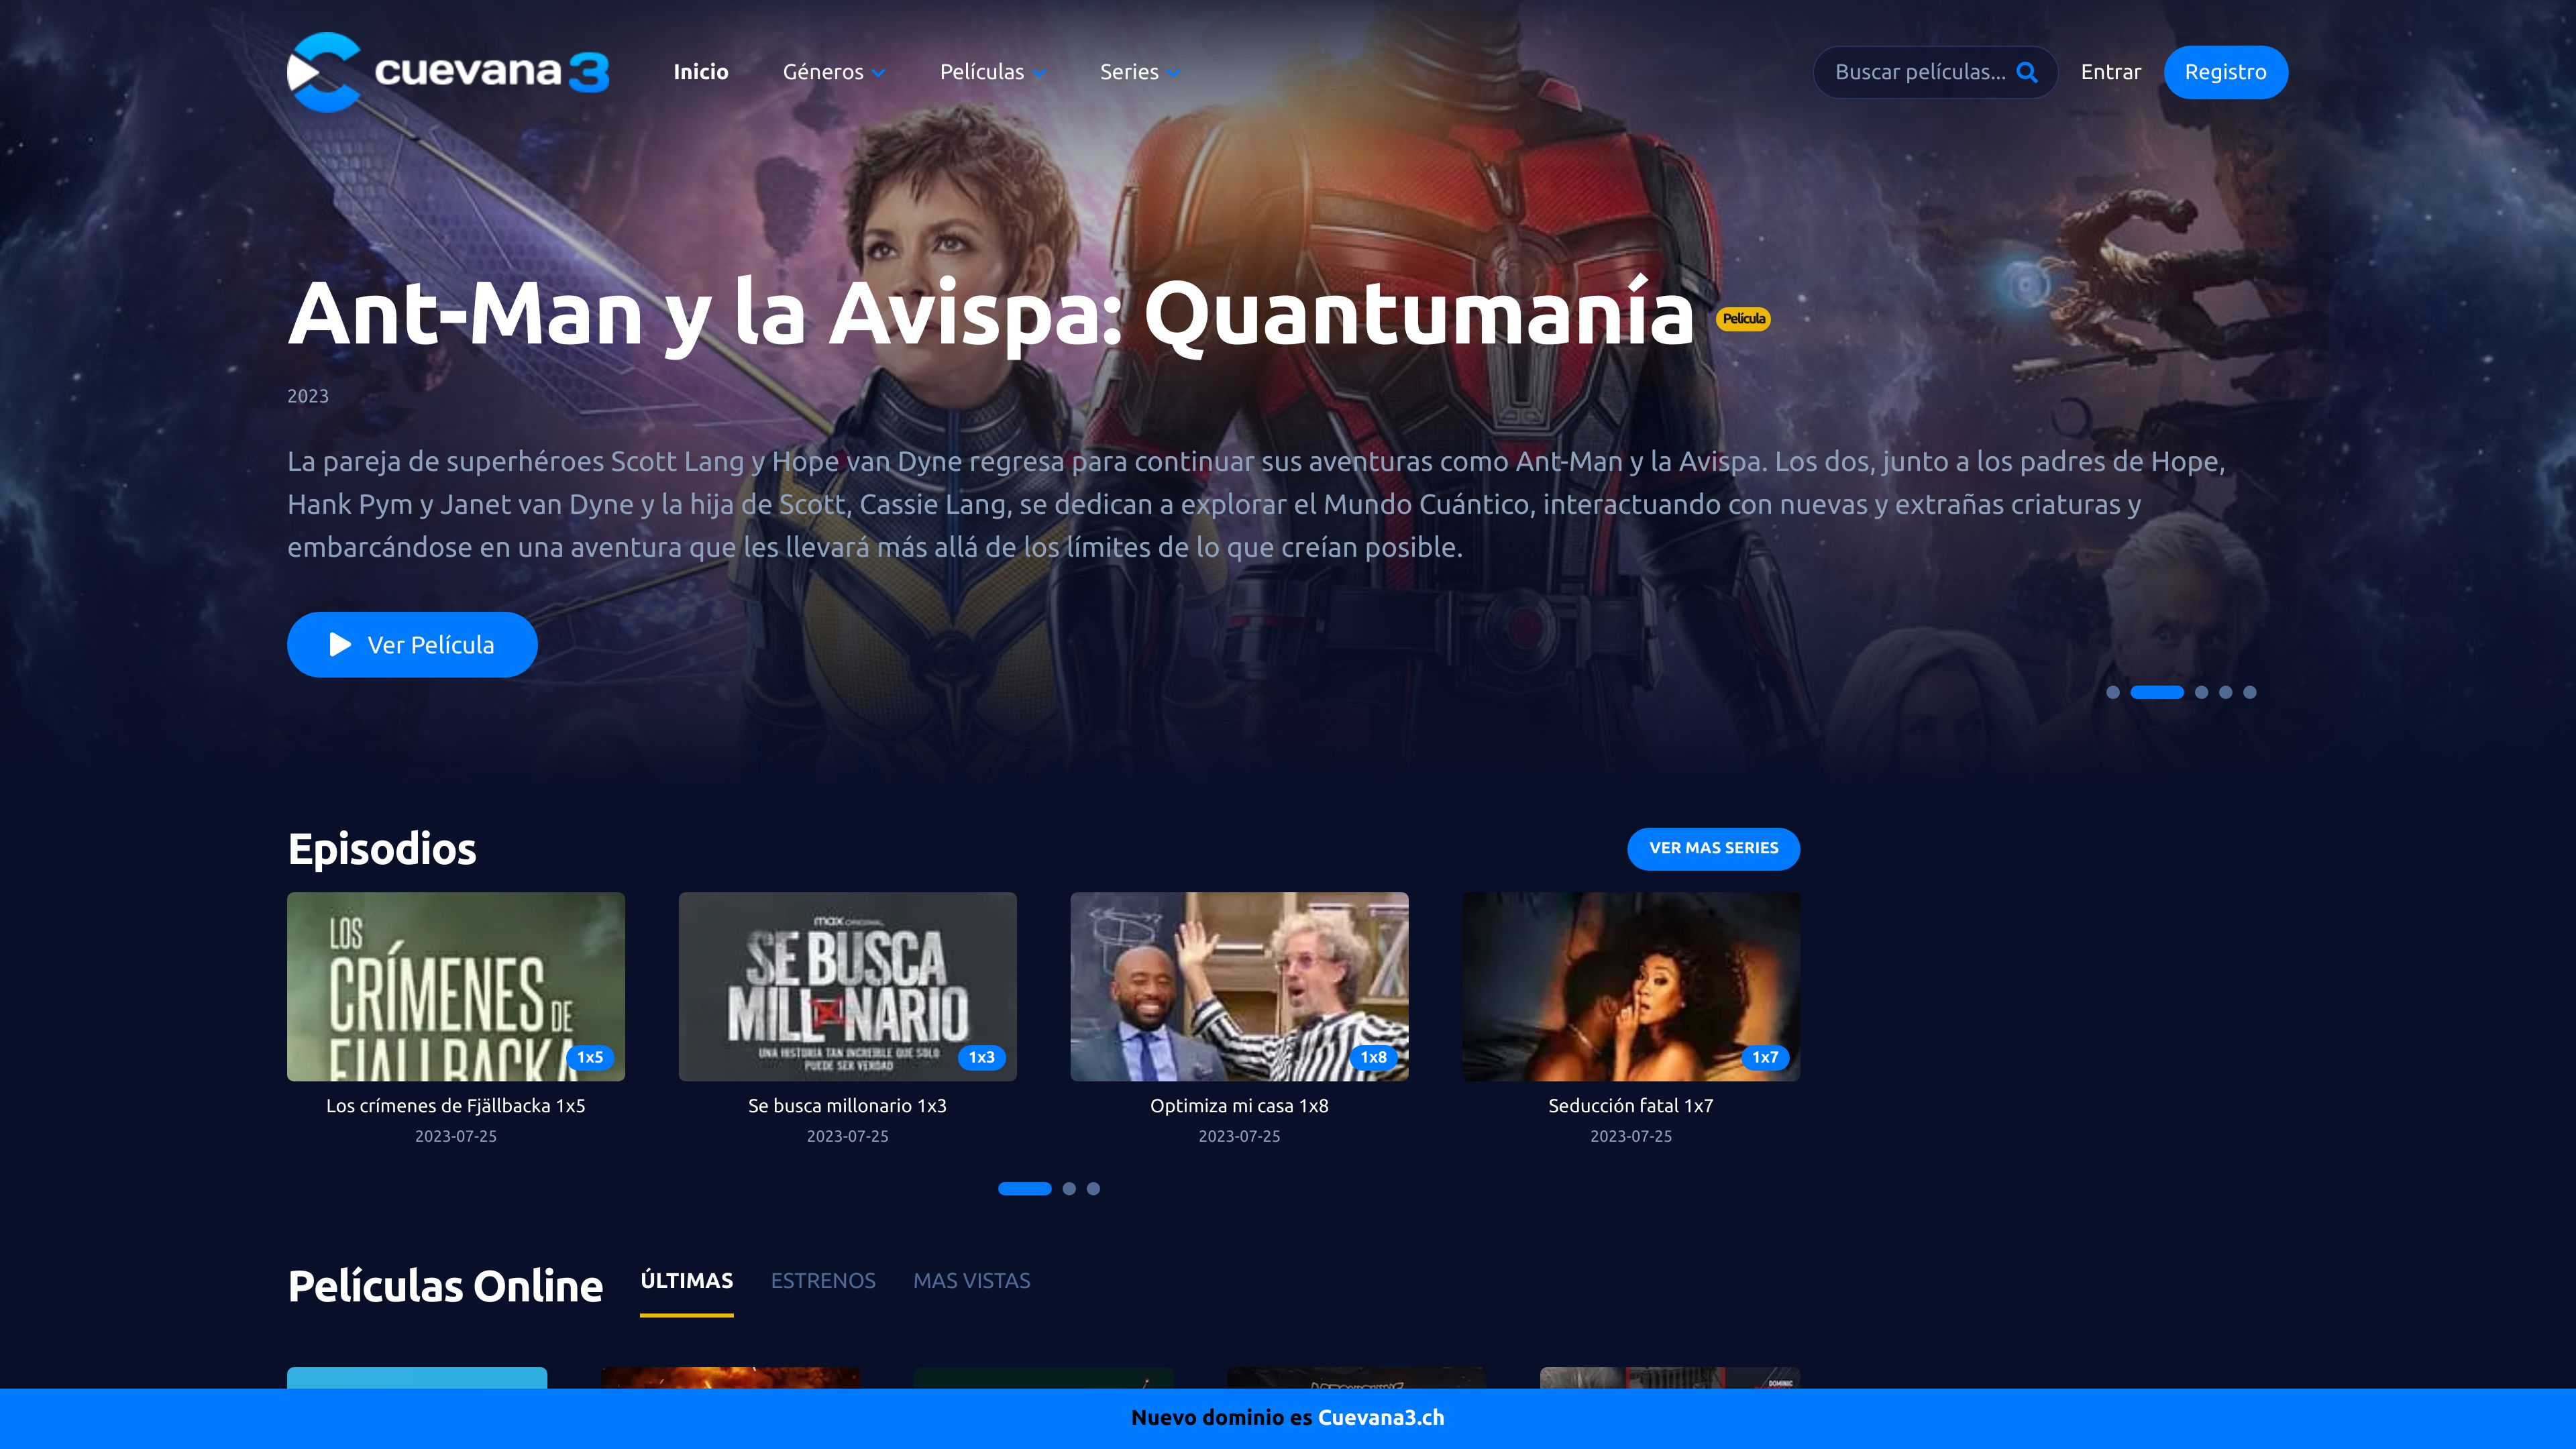 cuevana 3
Inicio
Géneros
Películas
Series
Buscar películas...
Entrar
Registro
Ant-Man y la Avispa: Quantumanía
Película
2023
La pareja de superhéroes Scott Lang y Hope van Dyne regresa para continuar sus aventuras como Ant-Man y la Avispa. Los dos, junto a los padres de Hope,
Hank Pym y Janet van Dyne y la hija de Scott, Cassie Lang, se dedican a explorar el Mundo Cuántico, interactuando con nuevas y extrañas criaturas y
embarcándose en una aventura que les llevará más allá de los límites de lo que creían posible.
Ver Película
Episodios
VER MAS SERIES
LOS
CRÍMENES DE
FJALLBACKA
1x5
max ORIGINAL
SE BUSCA
MILLONARIO
UNA HISTORIA TAN INCREIBLE QUE SOLO
PUEDE SER VERDAD
1x3
1x8
1x7
Los crímenes de Fjällbacka 1x5
2023-07-25
Se busca millonario 1x3
2023-07-25
Optimiza mi casa 1x8
2023-07-25
Seducción fatal 1x7
2023-07-25
Películas Online
ÚLTIMAS
ESTRENOS
MAS VISTAS
DOMINIC
Nuevo dominio es Cuevana3.ch